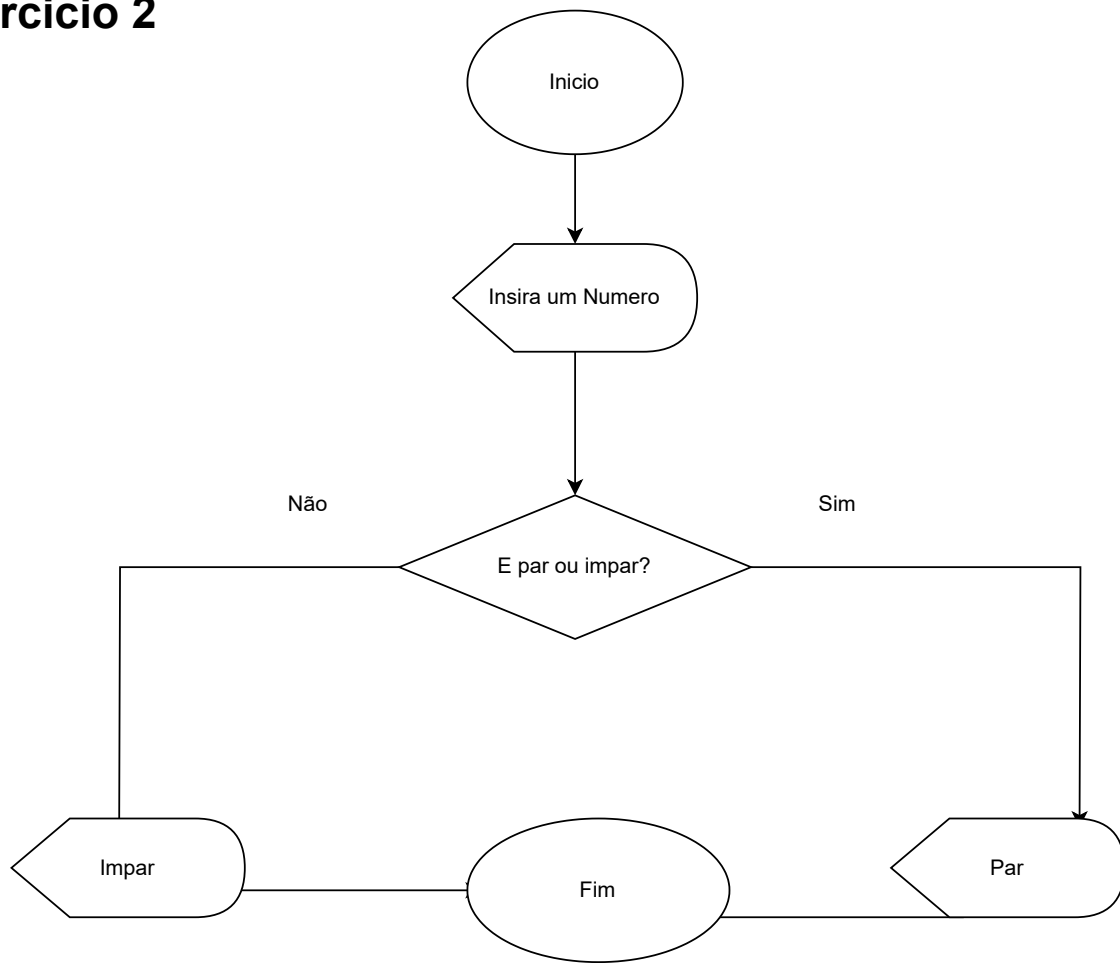 rcicio 2
Inicio
Insira um Numero
Não
Sim
E par ou impar?
Impar
Fim
Par